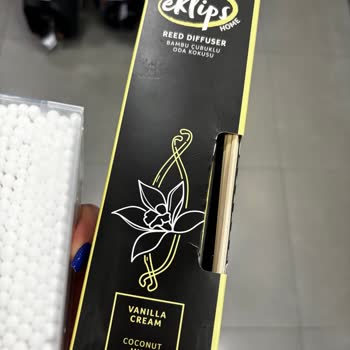 eklips
HOME
REED DIFFUSER
BAMBU ÇUBUKLU
ODA KOKUSU
VANILLA
CREAM
COCONUT